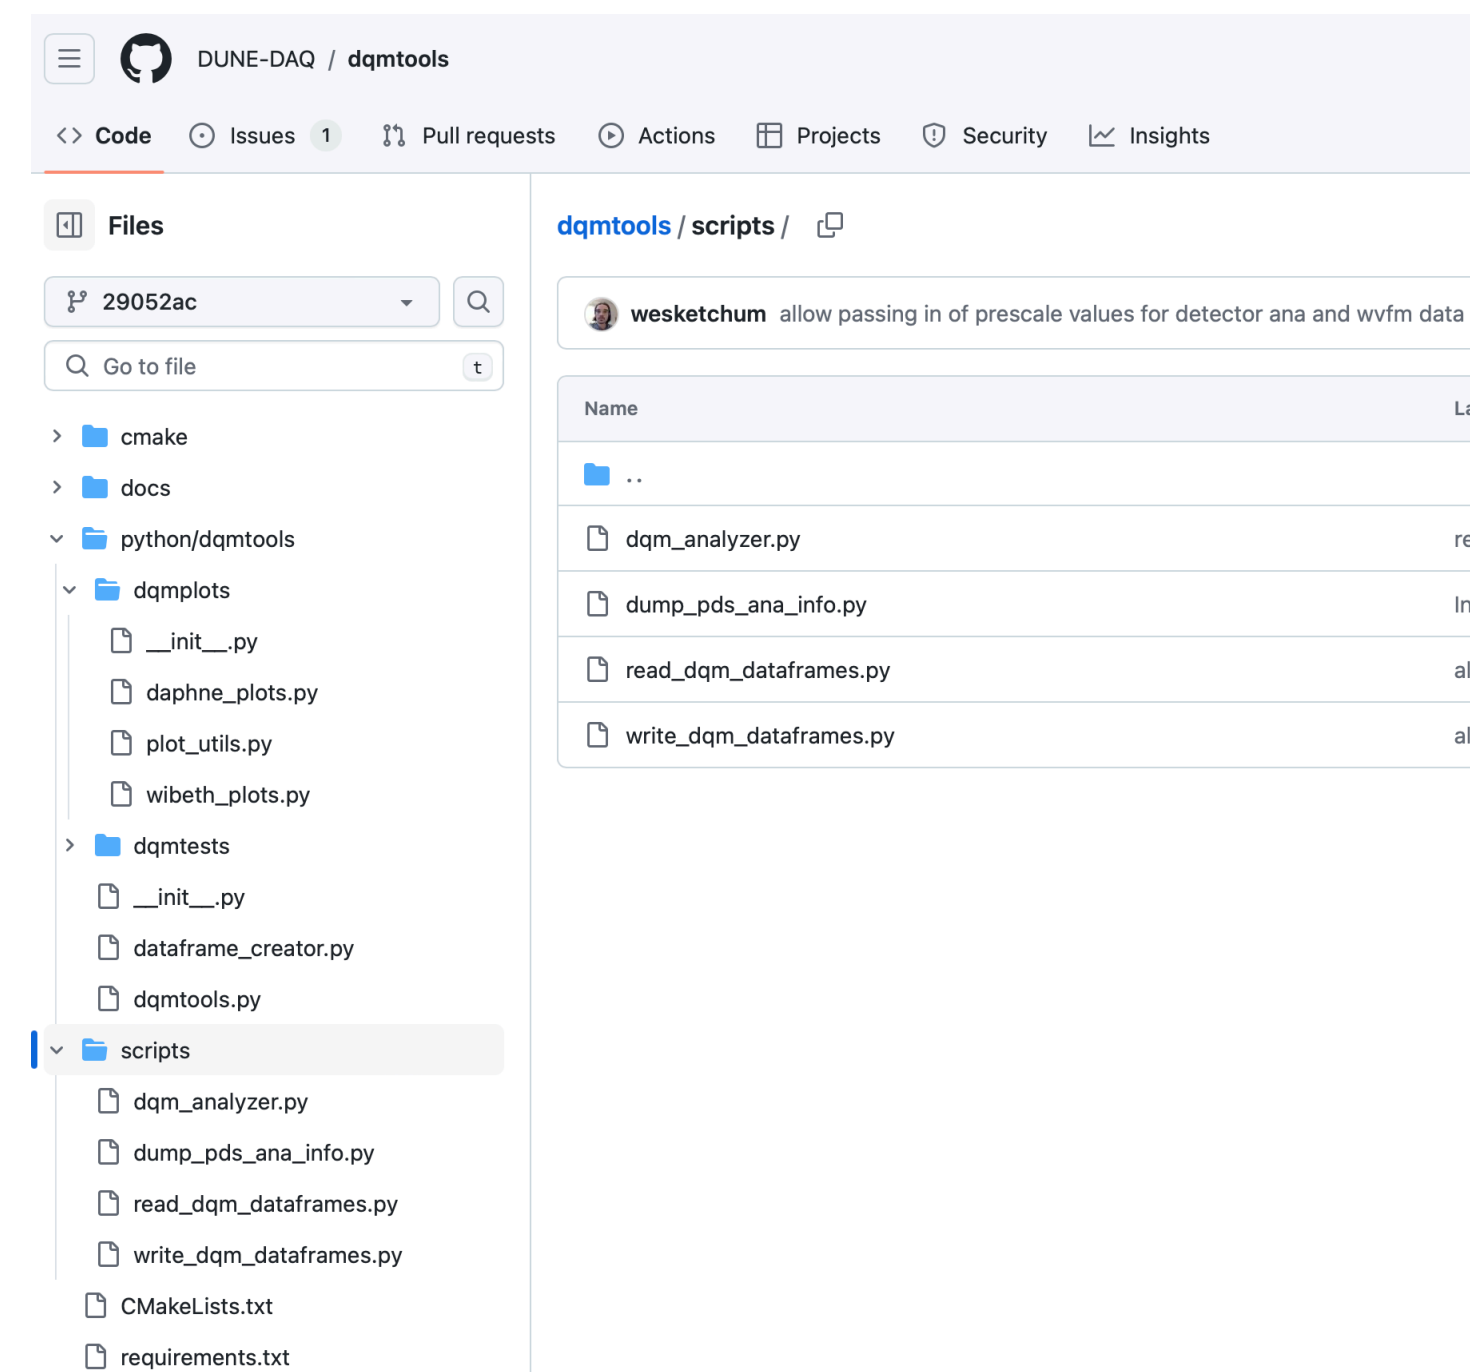 DUNE-DAQ / dqmtools
Code Issues 1 Pull requests Actions Projects Security Insights
Files
29052ac
Go to file t
cmake
docs
python/dqmtools
dqmplots
__init__.py
daphne_plots.py
plot_utils.py
wibeth_plots.py
dqmtests
__init__.py
dataframe_creator.py
dqmtools.py
scripts
dqm_analyzer.py
dump_pds_ana_info.py
read_dqm_dataframes.py
write_dqm_dataframes.py
CMakeLists.txt
requirements.txt
dqmtools / scripts /
wesketchum allow passing in of prescale values for detector ana and wvfm data
Name
..
dqm_analyzer.py
dump_pds_ana_info.py
read_dqm_dataframes.py
write_dqm_dataframes.py